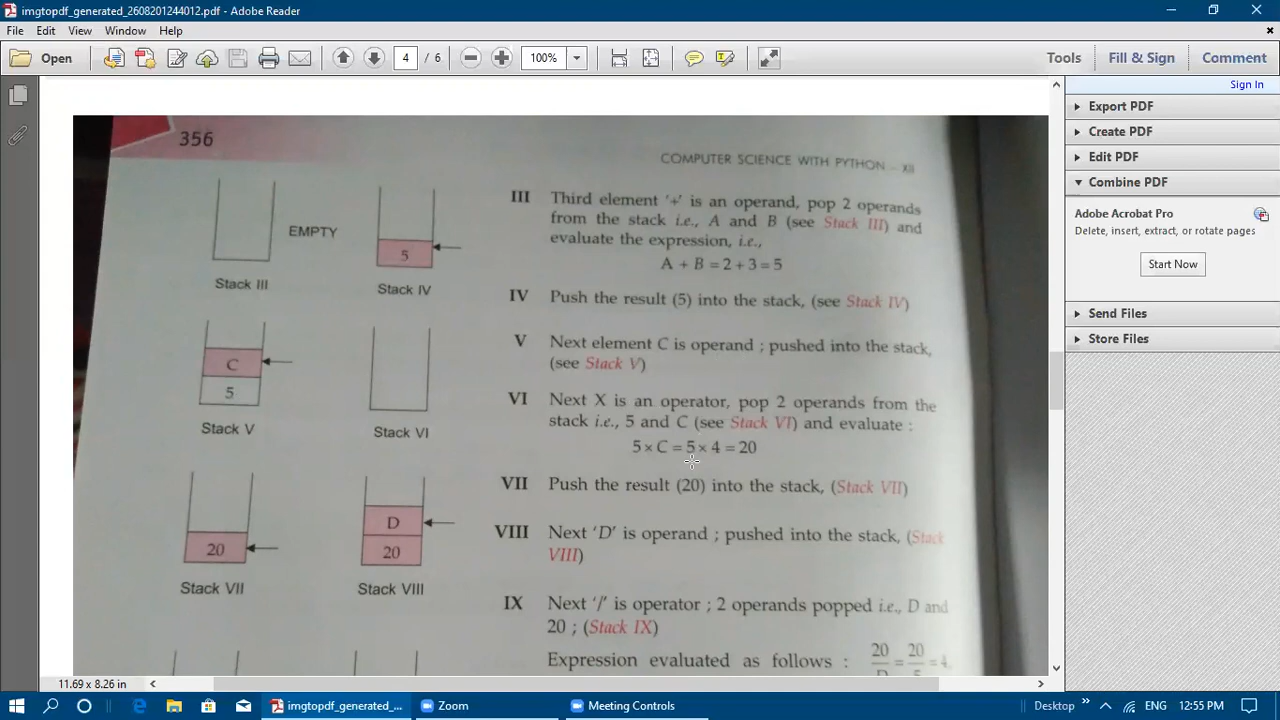 imgtopdf_generated_2608201244012.pdf - Adobe Reader
File Edit View Window Help
Open 4 / 6 100% Tools Fill & Sign Comment
Sign In
Export PDF
Create PDF
Edit PDF
Combine PDF
Adobe Acrobat Pro
Delete, insert, extract, or rotate pages
Start Now
Send Files
Store Files
356
COMPUTER SCIENCE WITH PYTHON – XII
EMPTY
Stack III
5
Stack IV
C
5
Stack V
Stack VI
20
Stack VII
D
20
Stack VIII
III Third element '+' is an operand, pop 2 operands
from the stack i.e., A and B (see Stack III) and
evaluate the expression, i.e.,
A + B = 2 + 3 = 5
IV Push the result (5) into the stack, (see Stack IV)
V Next element C is operand ; pushed into the stack,
(see Stack V)
VI Next X is an operator, pop 2 operands from the
stack i.e., 5 and C (see Stack VI) and evaluate :
5 × C = 5 × 4 = 20
VII Push the result (20) into the stack, (Stack VII)
VIII Next 'D' is operand ; pushed into the stack, (Stack
VIII)
IX Next '/' is operator ; 2 operands popped i.e., D and
20 ; (Stack IX)
Expression evaluated as follows : 20/D = 20/5 = 4.
11.69 x 8.26 in
imgtopdf_generated_... Zoom Meeting Controls Desktop ENG 12:55 PM